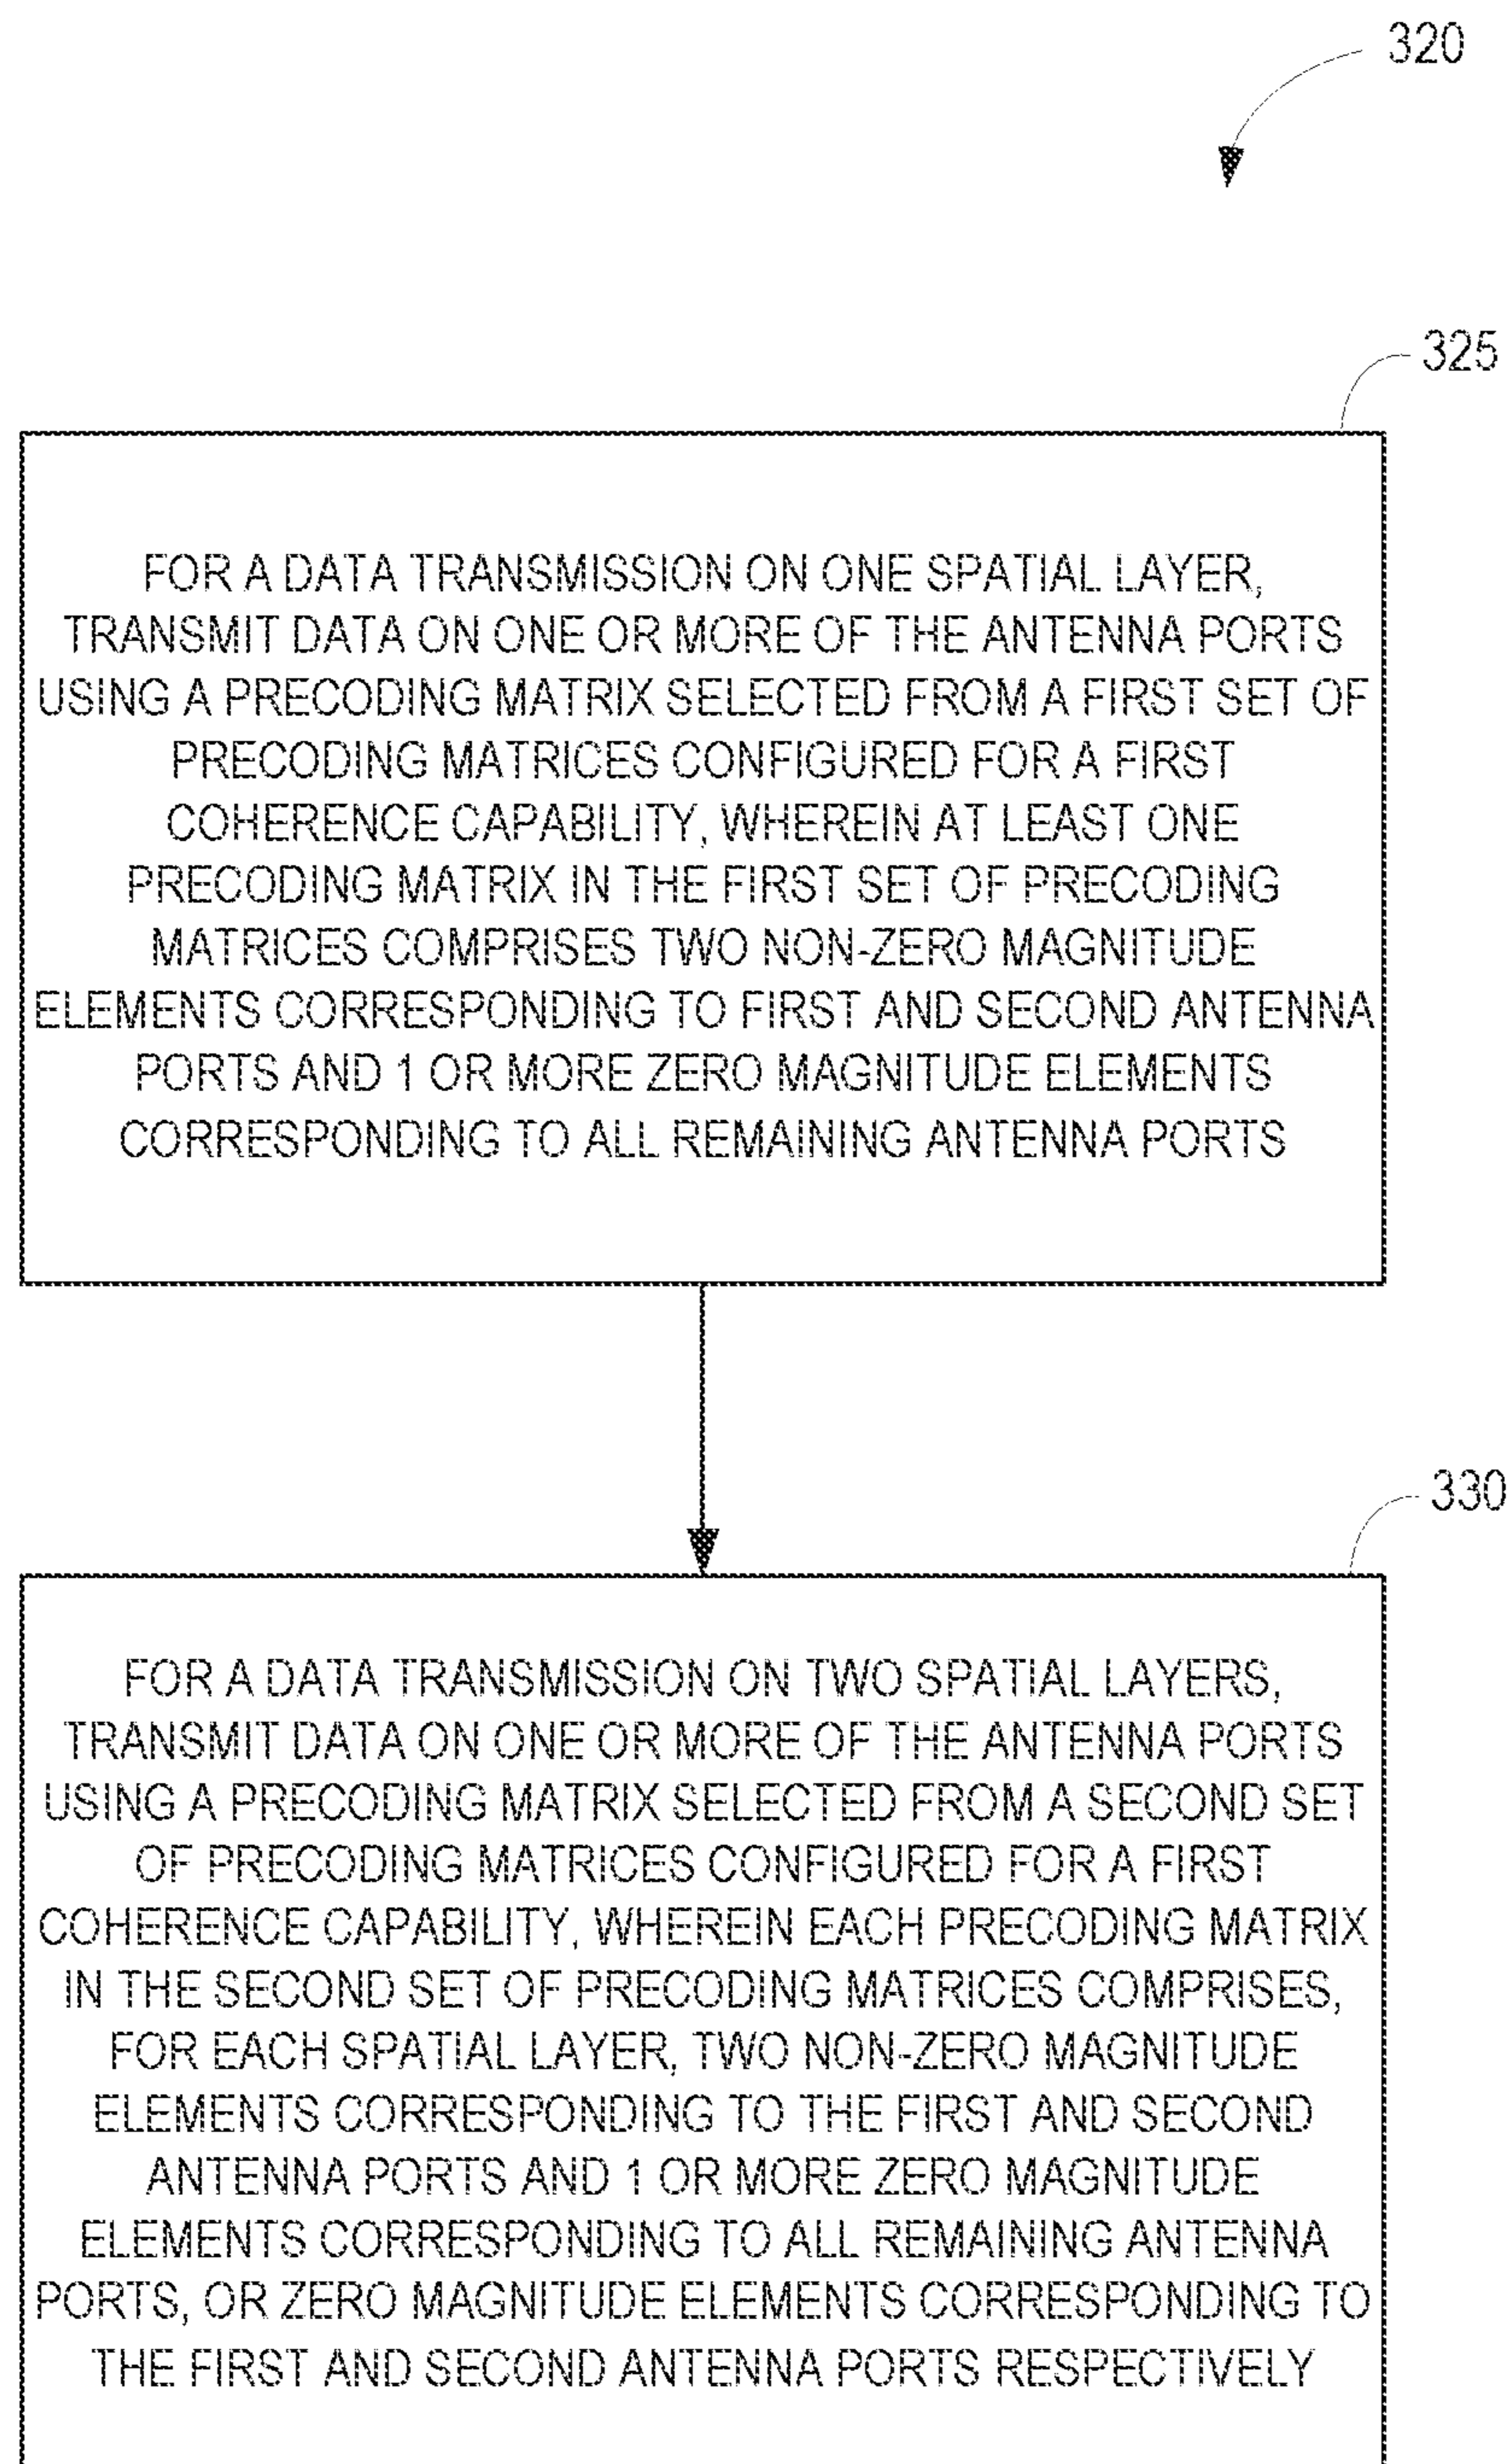 320
325
FOR A DATA TRANSMISSION ON ONE SPATIAL LAYER,
TRANSMIT DATA ON ONE OR MORE OF THE ANTENNA PORTS
USING A PRECODING MATRIX SELECTED FROM A FIRST SET OF
PRECODING MATRICES CONFIGURED FOR A FIRST
COHERENCE CAPABILITY, WHEREIN AT LEAST ONE
PRECODING MATRIX IN THE FIRST SET OF PRECODING
MATRICES COMPRISES TWO NON-ZERO MAGNITUDE
ELEMENTS CORRESPONDING TO FIRST AND SECOND ANTENNA
PORTS AND 1 OR MORE ZERO MAGNITUDE ELEMENTS
CORRESPONDING TO ALL REMAINING ANTENNA PORTS
330
FOR A DATA TRANSMISSION ON TWO SPATIAL LAYERS,
TRANSMIT DATA ON ONE OR MORE OF THE ANTENNA PORTS
USING A PRECODING MATRIX SELECTED FROM A SECOND SET
OF PRECODING MATRICES CONFIGURED FOR A FIRST
COHERENCE CAPABILITY, WHEREIN EACH PRECODING MATRIX
IN THE SECOND SET OF PRECODING MATRICES COMPRISES,
FOR EACH SPATIAL LAYER, TWO NON-ZERO MAGNITUDE
ELEMENTS CORRESPONDING TO THE FIRST AND SECOND
ANTENNA PORTS AND 1 OR MORE ZERO MAGNITUDE
ELEMENTS CORRESPONDING TO ALL REMAINING ANTENNA
PORTS, OR ZERO MAGNITUDE ELEMENTS CORRESPONDING TO
THE FIRST AND SECOND ANTENNA PORTS RESPECTIVELY